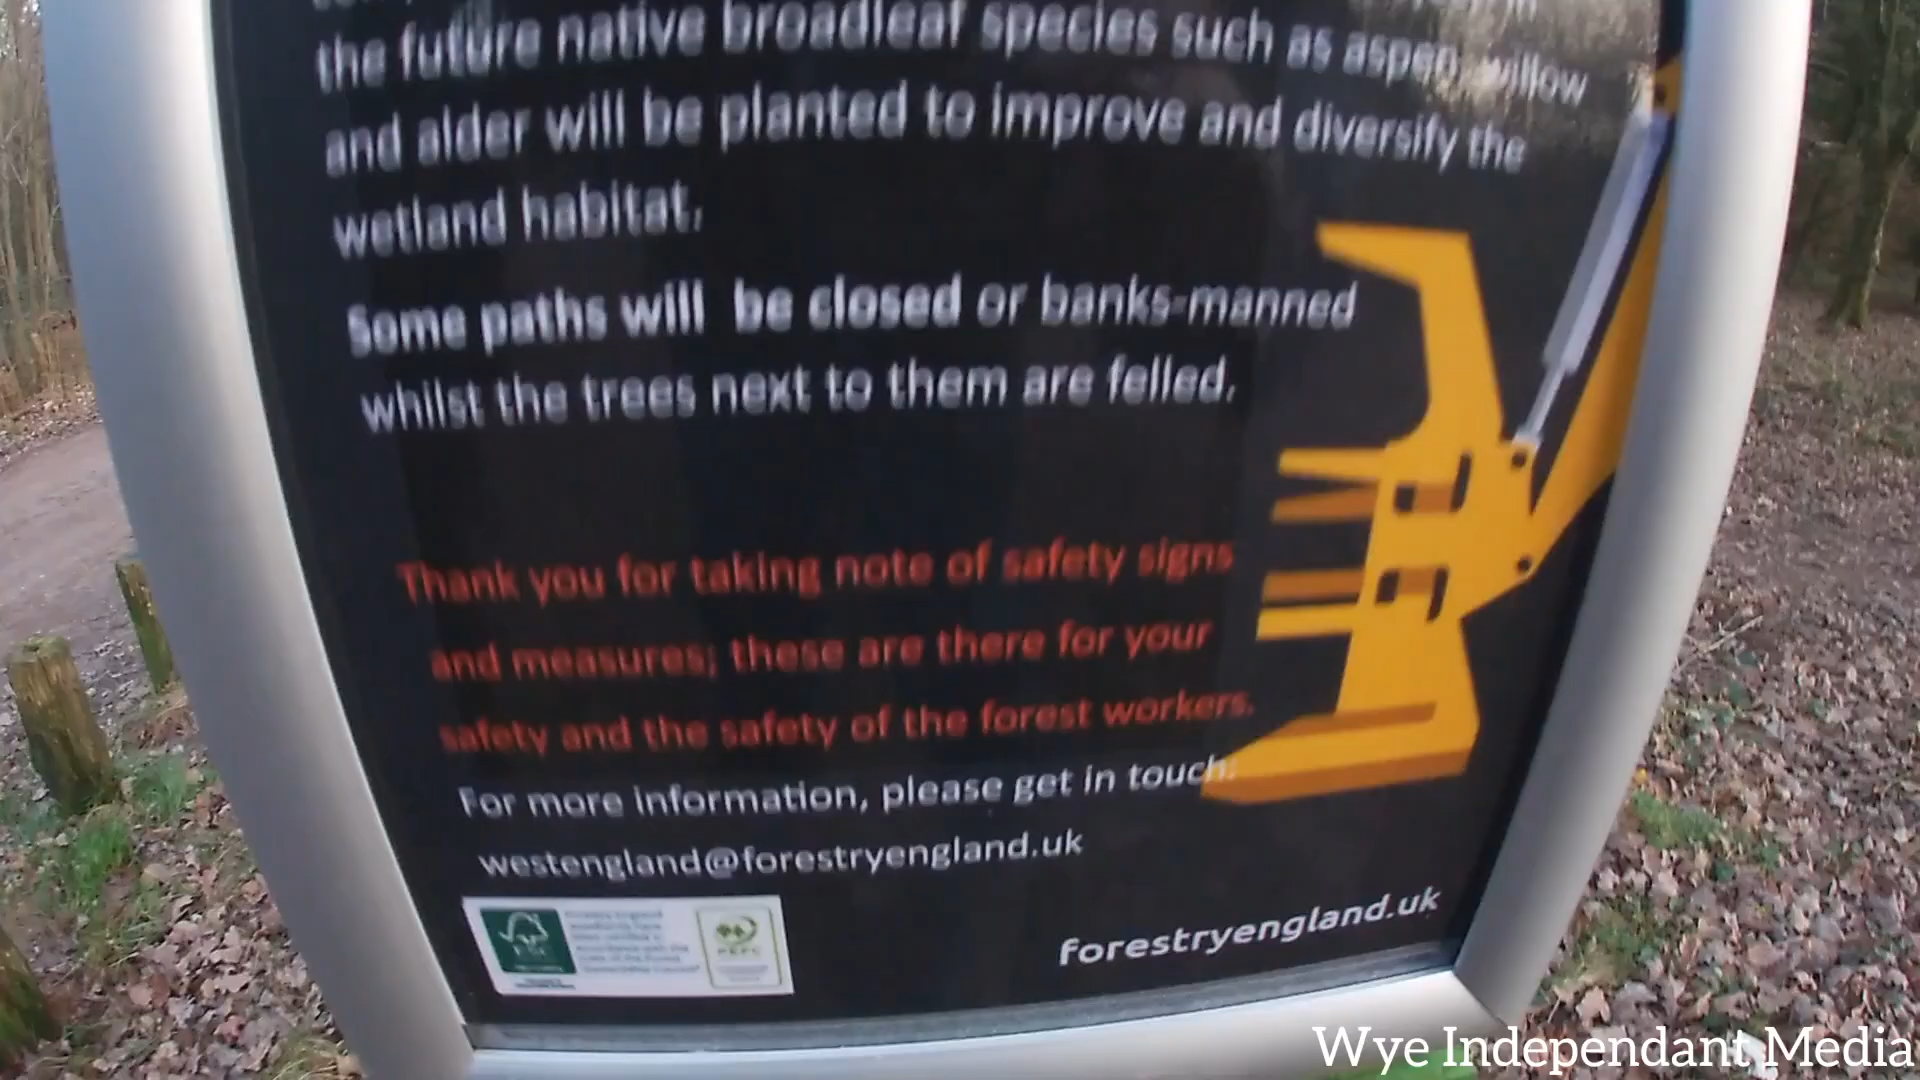 the future native broadleaf species such as aspen, willow
and alder will be planted to improve and diversify the
wetland habitat.
Some paths will be closed or banks-manned
whilst the trees next to them are felled.
Thank you for taking note of safety signs
and measures; these are there for your
safety and the safety of the forest workers.
For more information, please get in touch:
westengland@forestryengland.uk
FSC
PEFC
forestryengland.uk
Wye Independant Media